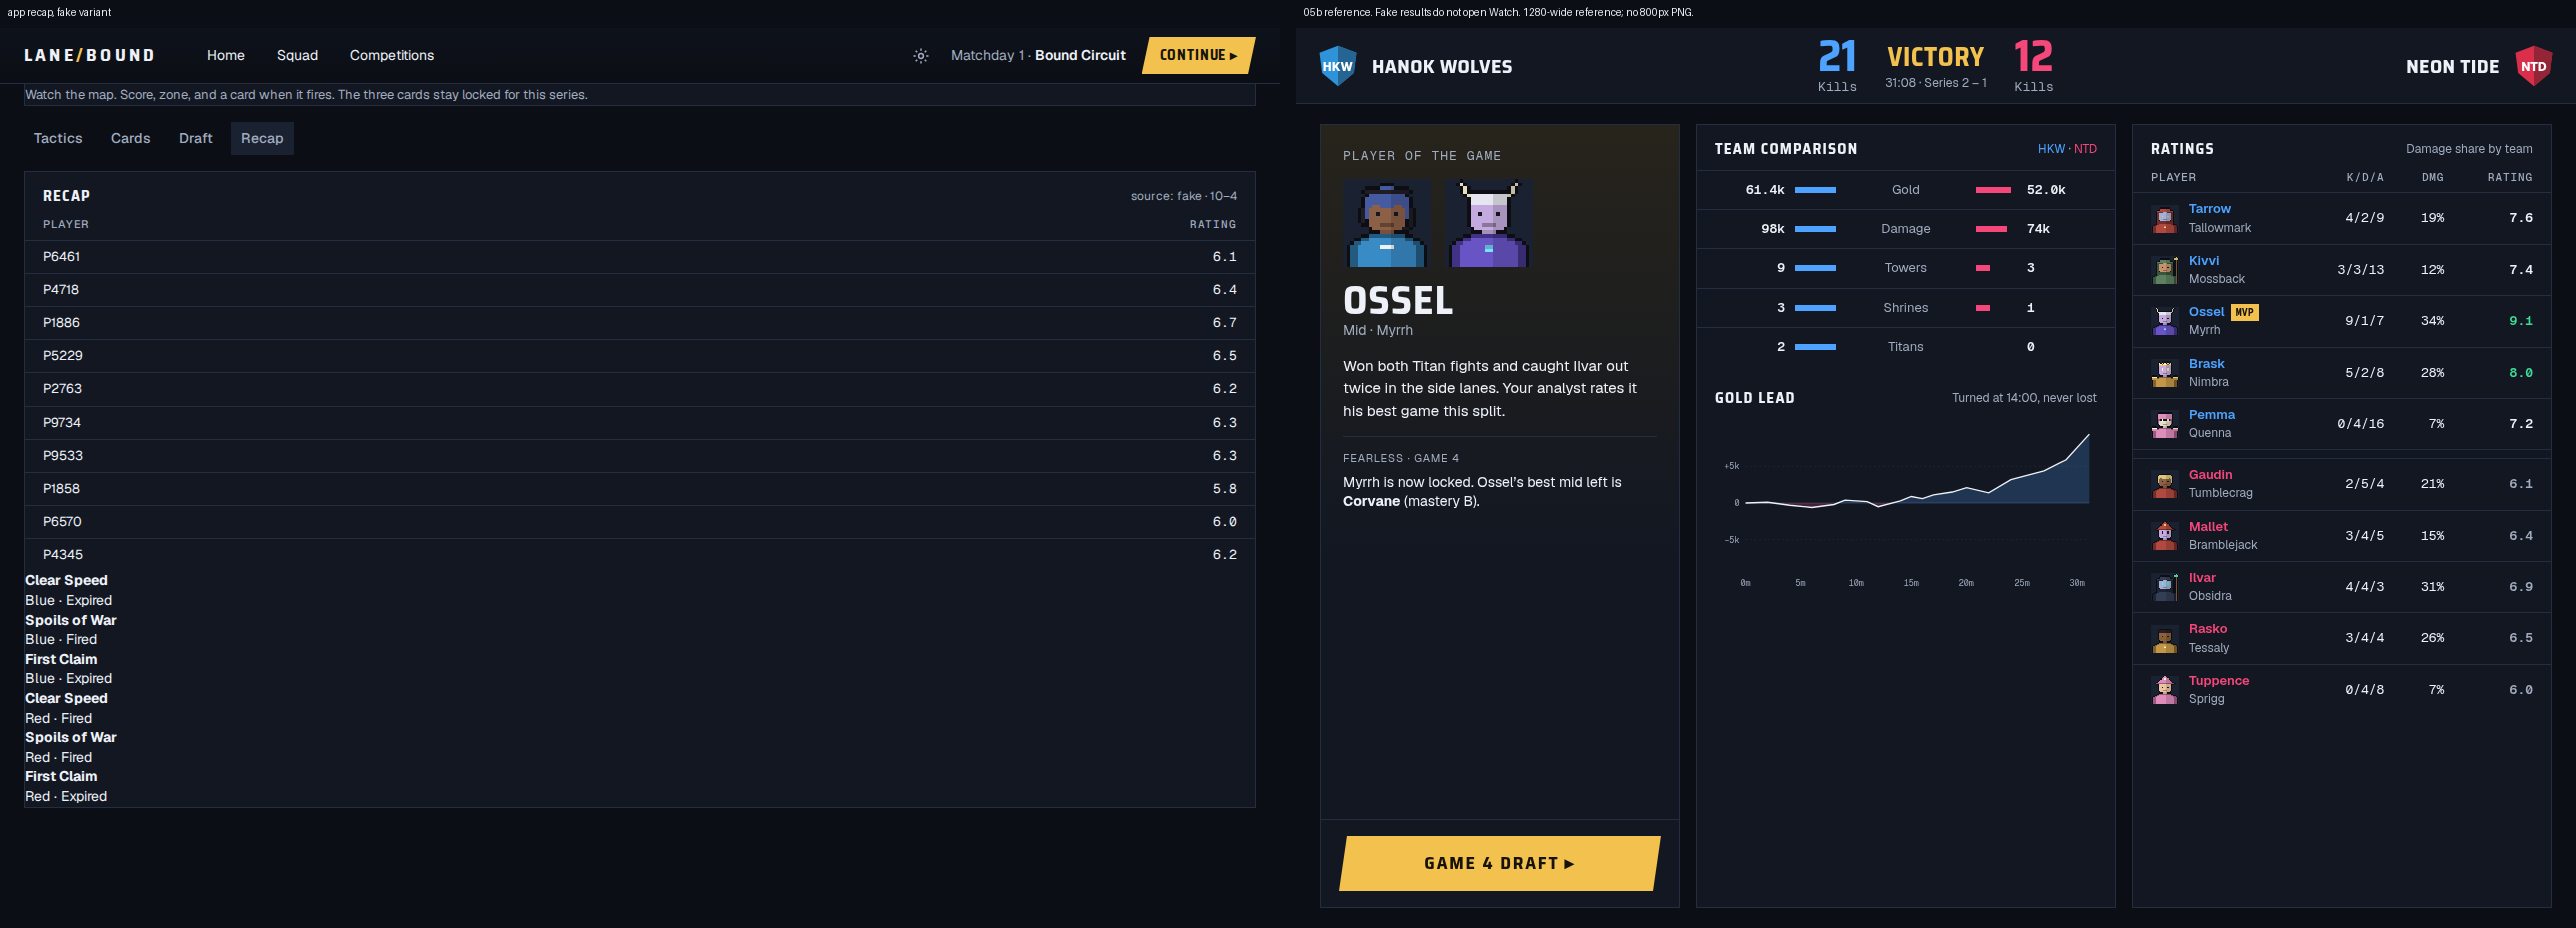 app recap, fake variant
LANE/BOUND
Home
Squad
Competitions
Matchday 1 · Bound Circuit
CONTINUE ▸
Watch the map. Score, zone, and a card when it fires. The three cards stay locked for this series.
Tactics
Cards
Draft
Recap
RECAP
source: fake · 10–4
PLAYER
RATING
P6461 6.1
P4718 6.4
P1886 6.7
P5229 6.5
P2763 6.2
P9734 6.3
P9533 6.3
P1858 5.8
P6570 6.0
P4345 6.2
Clear Speed
Blue · Expired
Spoils of War
Blue · Fired
First Claim
Blue · Expired
Clear Speed
Red · Fired
Spoils of War
Red · Fired
First Claim
Red · Expired
05b reference. Fake results do not open Watch. 1280-wide reference; no 800px PNG.
HKW
HANOK WOLVES
21
Kills
VICTORY
31:08 · Series 2 – 1
12
Kills
NEON TIDE
NTD
PLAYER OF THE GAME
OSSEL
Mid · Myrrh
Won both Titan fights and caught Ilvar out
twice in the side lanes. Your analyst rates it
his best game this split.
FEARLESS · GAME 4
Myrrh is now locked. Ossel's best mid left is
Corvane (mastery B).
GAME 4 DRAFT ▸
TEAM COMPARISON
HKW · NTD
61.4k Gold 52.0k
98k Damage 74k
9 Towers 3
3 Shrines 1
2 Titans 0
GOLD LEAD
Turned at 14:00, never lost
+5k
0
−5k
0m 5m 10m 15m 20m 25m 30m
RATINGS
Damage share by team
PLAYER K/D/A DMG RATING
Tarrow
Tallowmark
4/2/9 19% 7.6
Kivvi
Mossback
3/3/13 12% 7.4
Ossel MVP
Myrrh
9/1/7 34% 9.1
Brask
Nimbra
5/2/8 28% 8.0
Pemma
Quenna
0/4/16 7% 7.2
Gaudin
Tumblecrag
2/5/4 21% 6.1
Mallet
Bramblejack
3/4/5 15% 6.4
Ilvar
Obsidra
4/4/3 31% 6.9
Rasko
Tessaly
3/4/4 26% 6.5
Tuppence
Sprigg
0/4/8 7% 6.0